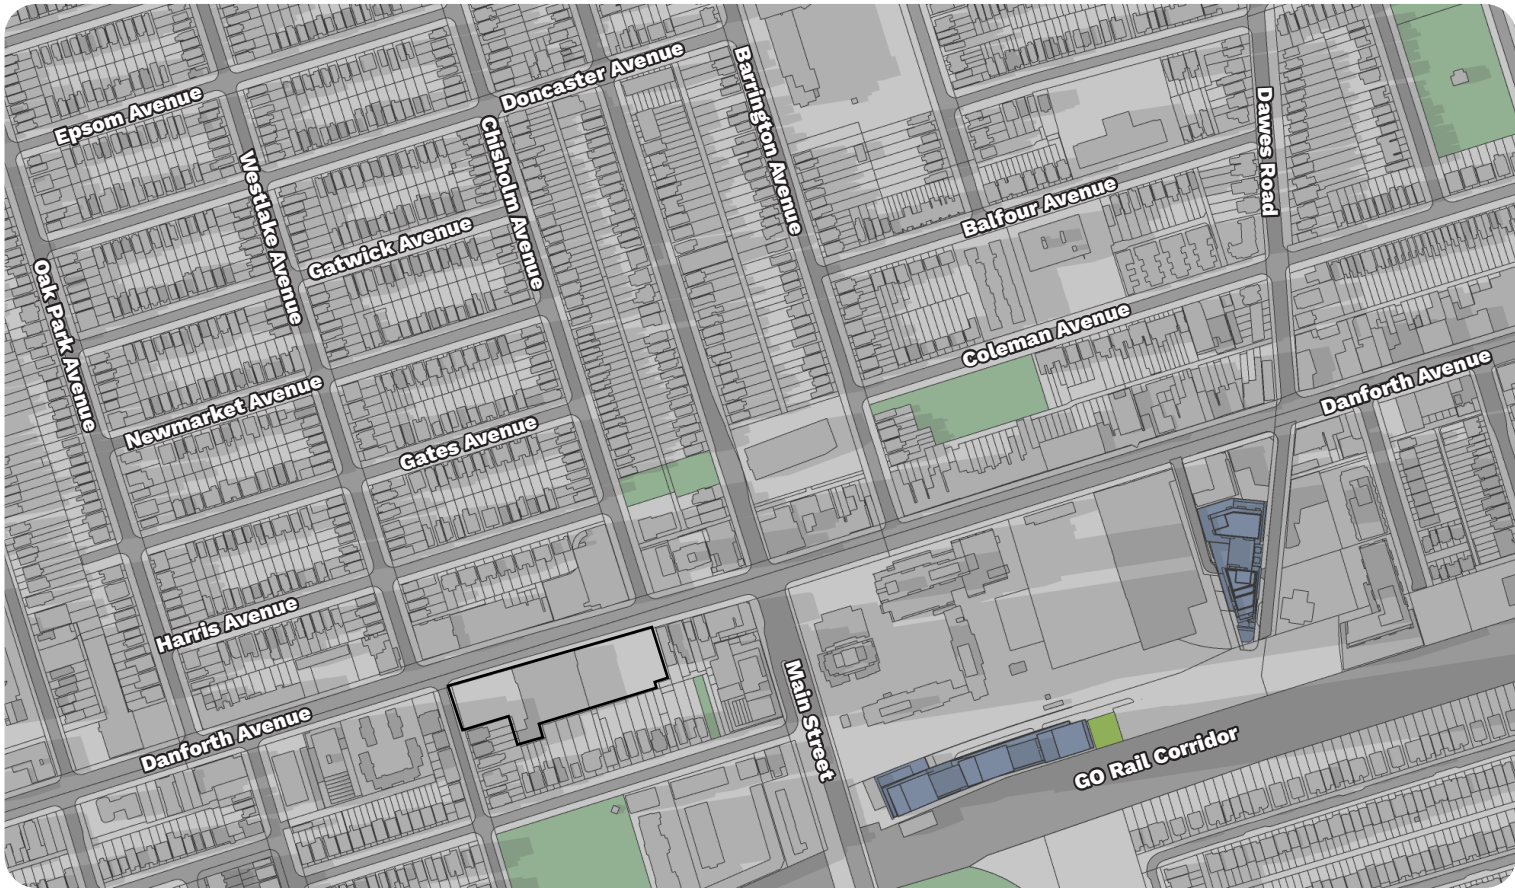 Doncaster Avenue
Epsom Avenue
Barrington Avenue
Dawes Road
Chisholm Avenue
Westlake Avenue
Balfour Avenue
Gatwick Avenue
Oak Park Avenue
Coleman Avenue
Newmarket Avenue
Danforth Avenue
Gates Avenue
Harris Avenue
Main Street
Danforth Avenue
GO Rail Corridor